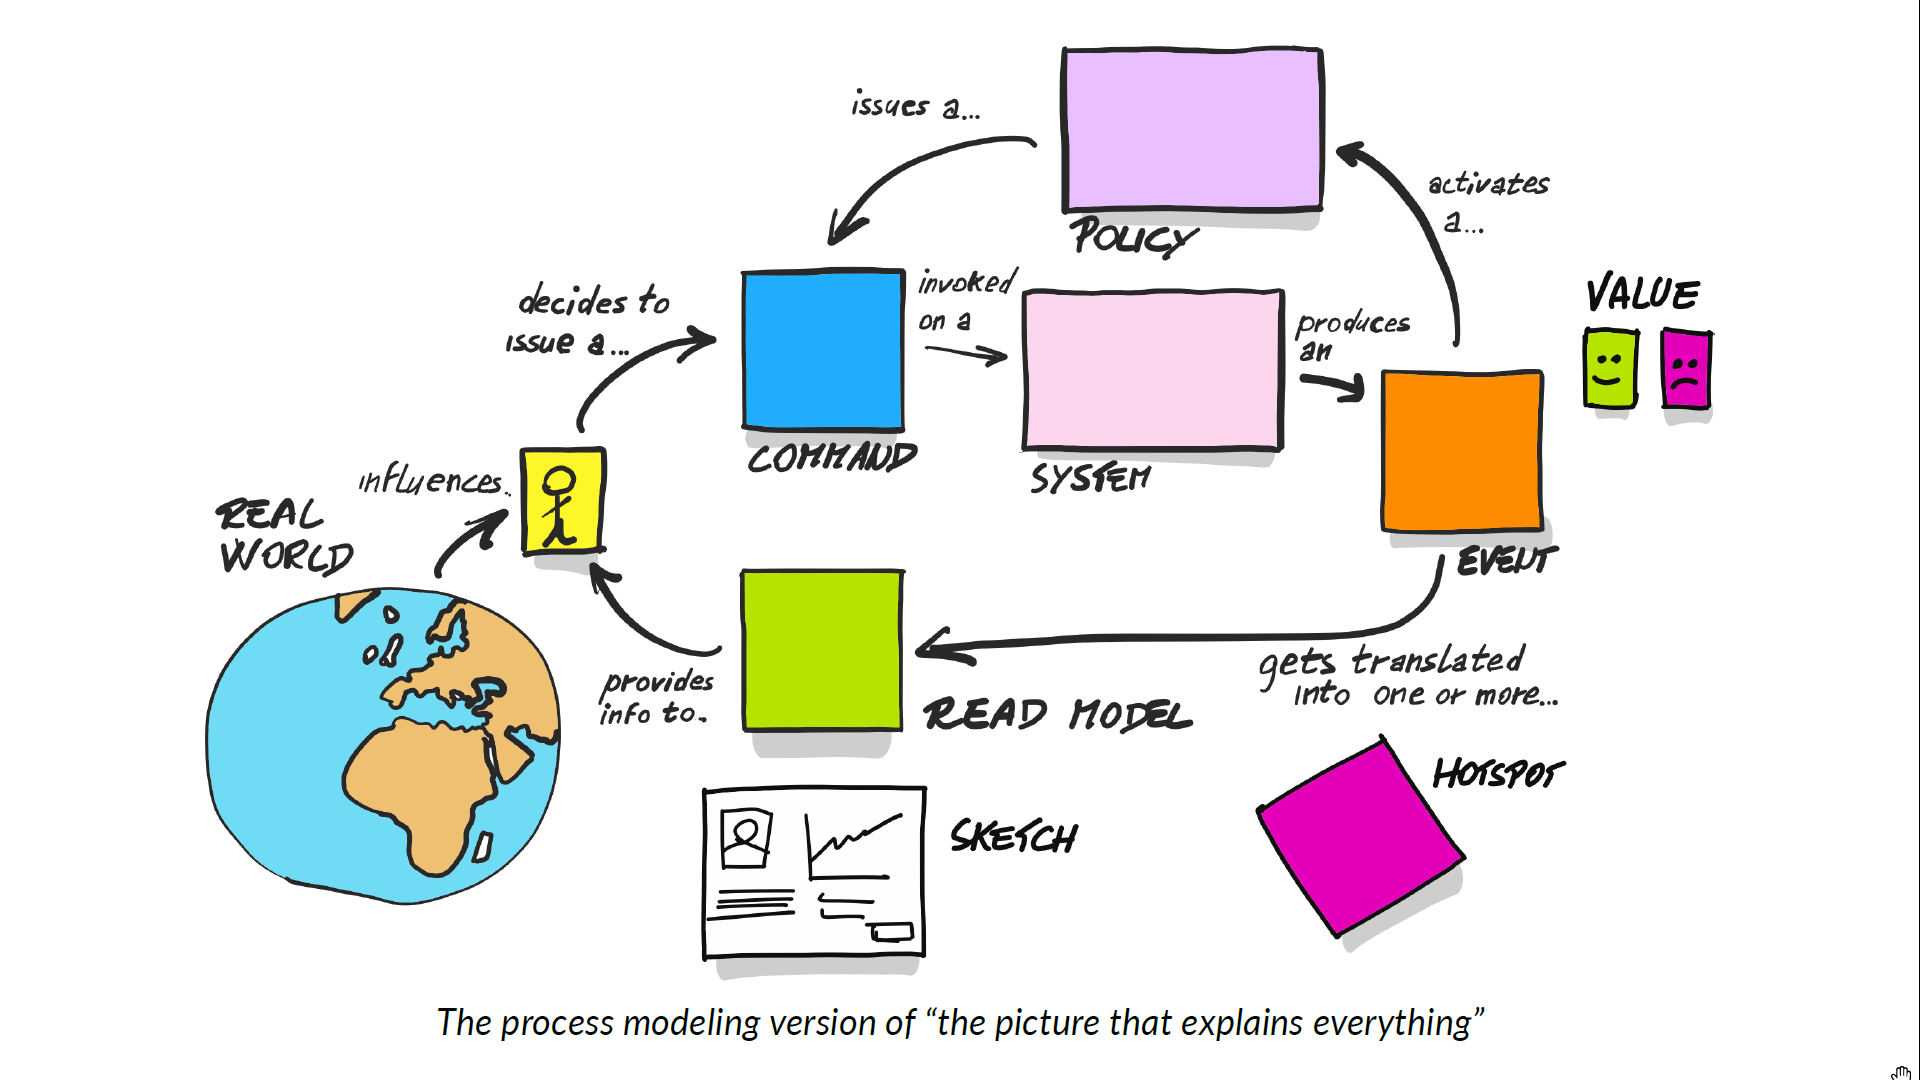 issues a...
activates
a...
POLICY
decides to
issue a...
invoked
on a
produces
an
VALUE
COMMAND
SYSTEM
influences..
REAL
WORLD
EVENT
provides
info to..
READ MODEL
gets translated
into one or more...
HOTSPOT
SKETCH
The process modeling version of “the picture that explains everything”